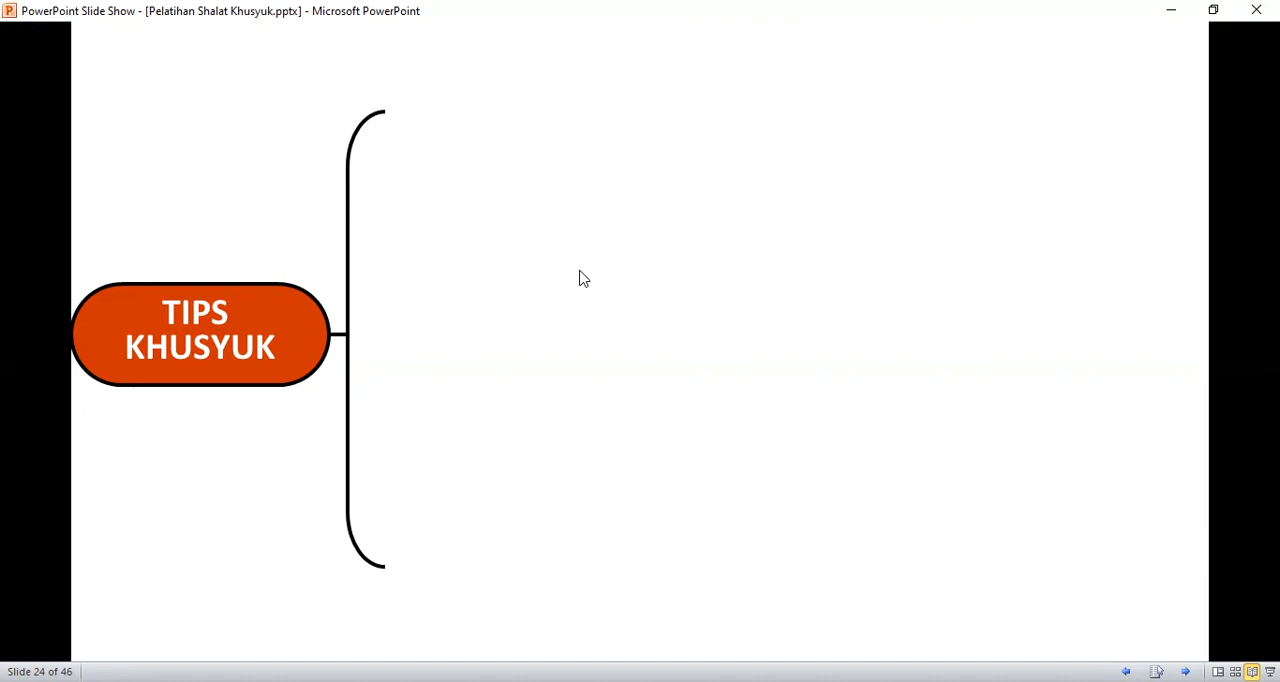 PowerPoint Slide Show - [Pelatihan Shalat Khusyuk.pptx] - Microsoft PowerPoint
TIPS
KHUSYUK
Slide 24 of 46